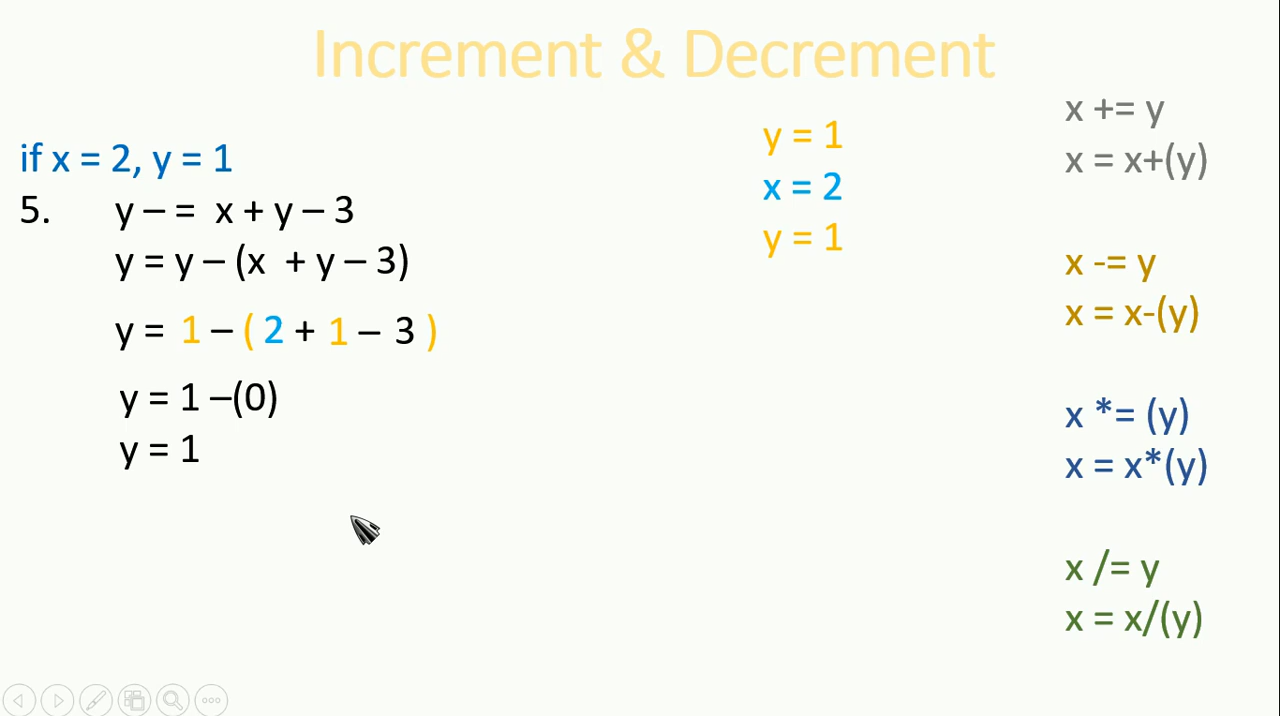 Increment & Decrement
if x = 2, y = 1
5. y – = x + y – 3
y = y – (x + y – 3)
y = 1 – ( 2 + 1 – 3 )
y = 1 –(0)
y = 1
y = 1
x = 2
y = 1
x += y
x = x+(y)
x -= y
x = x-(y)
x *= (y)
x = x*(y)
x /= y
x = x/(y)